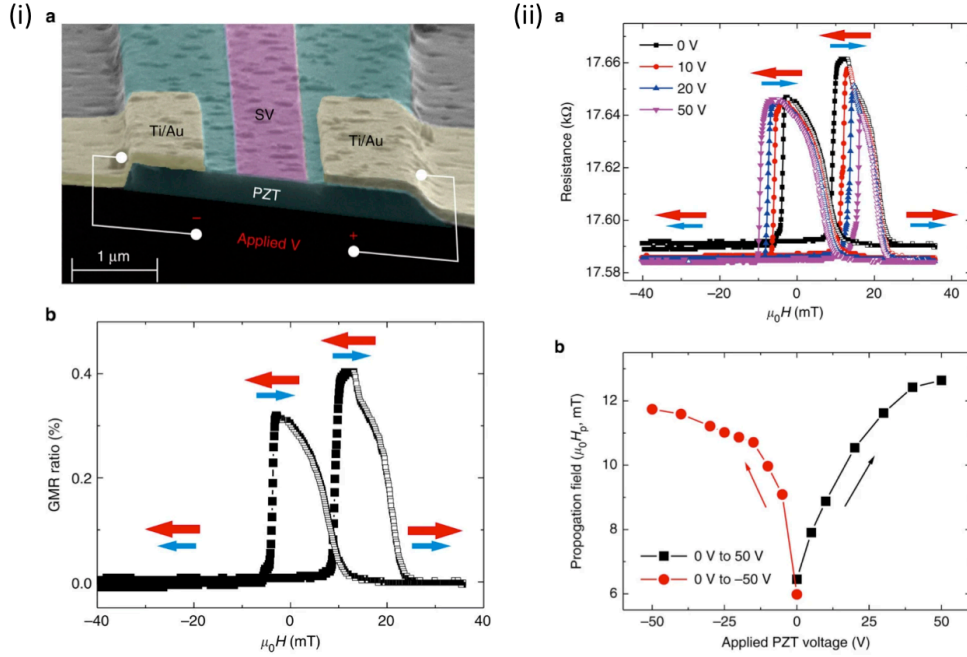 (i)
a
Ti/Au
SV
Ti/Au
PZT
−
Applied V
+
1 μm
b
0.4
0.2
0.0
GMR ratio (%)
−40
−20
0
20
40
μ0H (mT)
(ii)
a
0 V
10 V
20 V
50 V
17.66
17.64
17.62
17.60
17.58
Resistance (kΩ)
−40
−20
0
20
40
μ0H (mT)
b
12
10
8
6
Propogation field (μ0Hp, mT)
0 V to 50 V
0 V to −50 V
−50
−25
0
25
50
Applied PZT voltage (V)